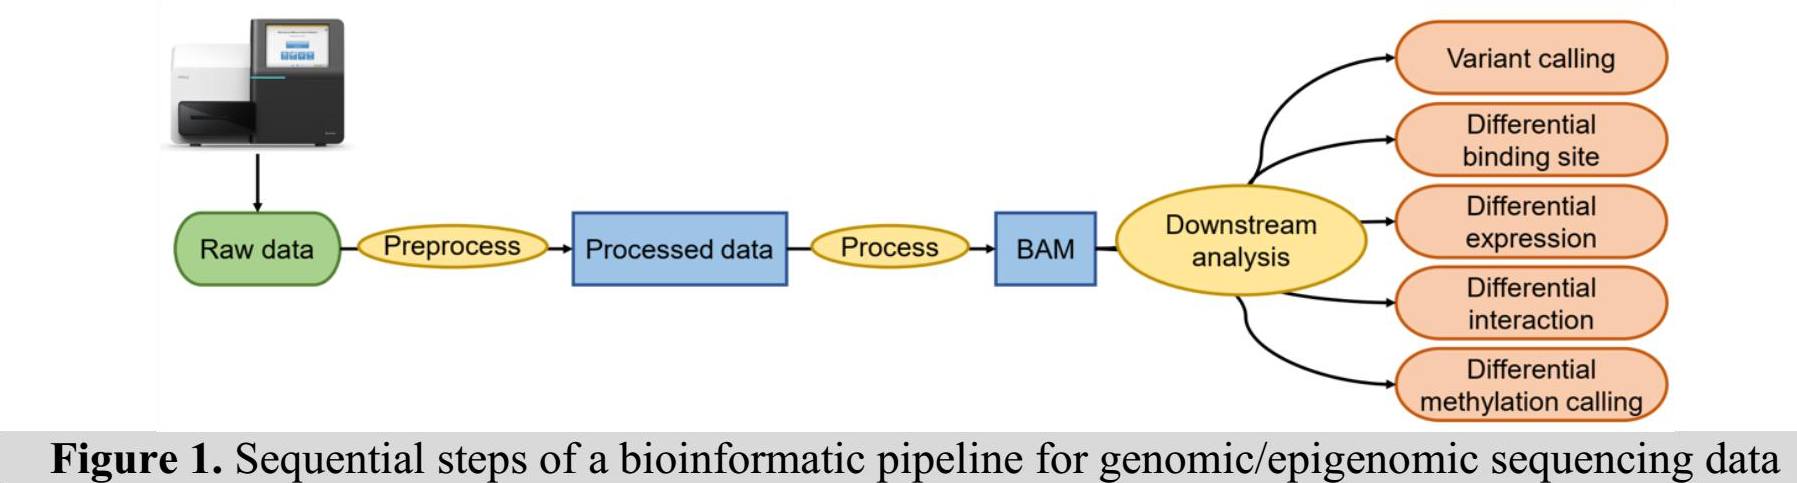 Raw data
Preprocess
Processed data
Process
BAM
Downstream
analysis
Variant calling
Differential
binding site
Differential
expression
Differential
interaction
Differential
methylation calling
Figure 1. Sequential steps of a bioinformatic pipeline for genomic/epigenomic sequencing data